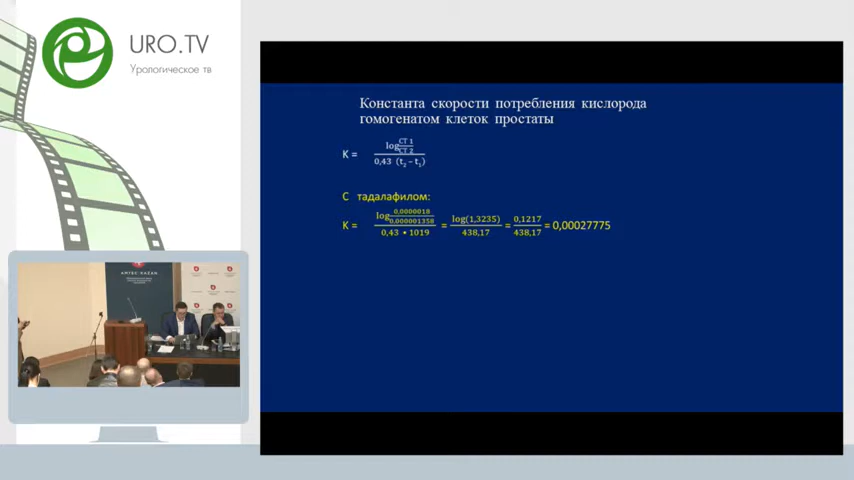 URO.TV
Урологическое тв
Константа скорости потребления кислорода
гомогенатом клеток простаты
K = log CT 1 / CT 2 / 0,43 (t₂ – t₁)
С тадалафилом:
K = log 0,0000018 / 0,000001358 / 0,43 • 1019 = log(1,3235) / 438,17 = 0,1217 / 438,17 = 0,00027775